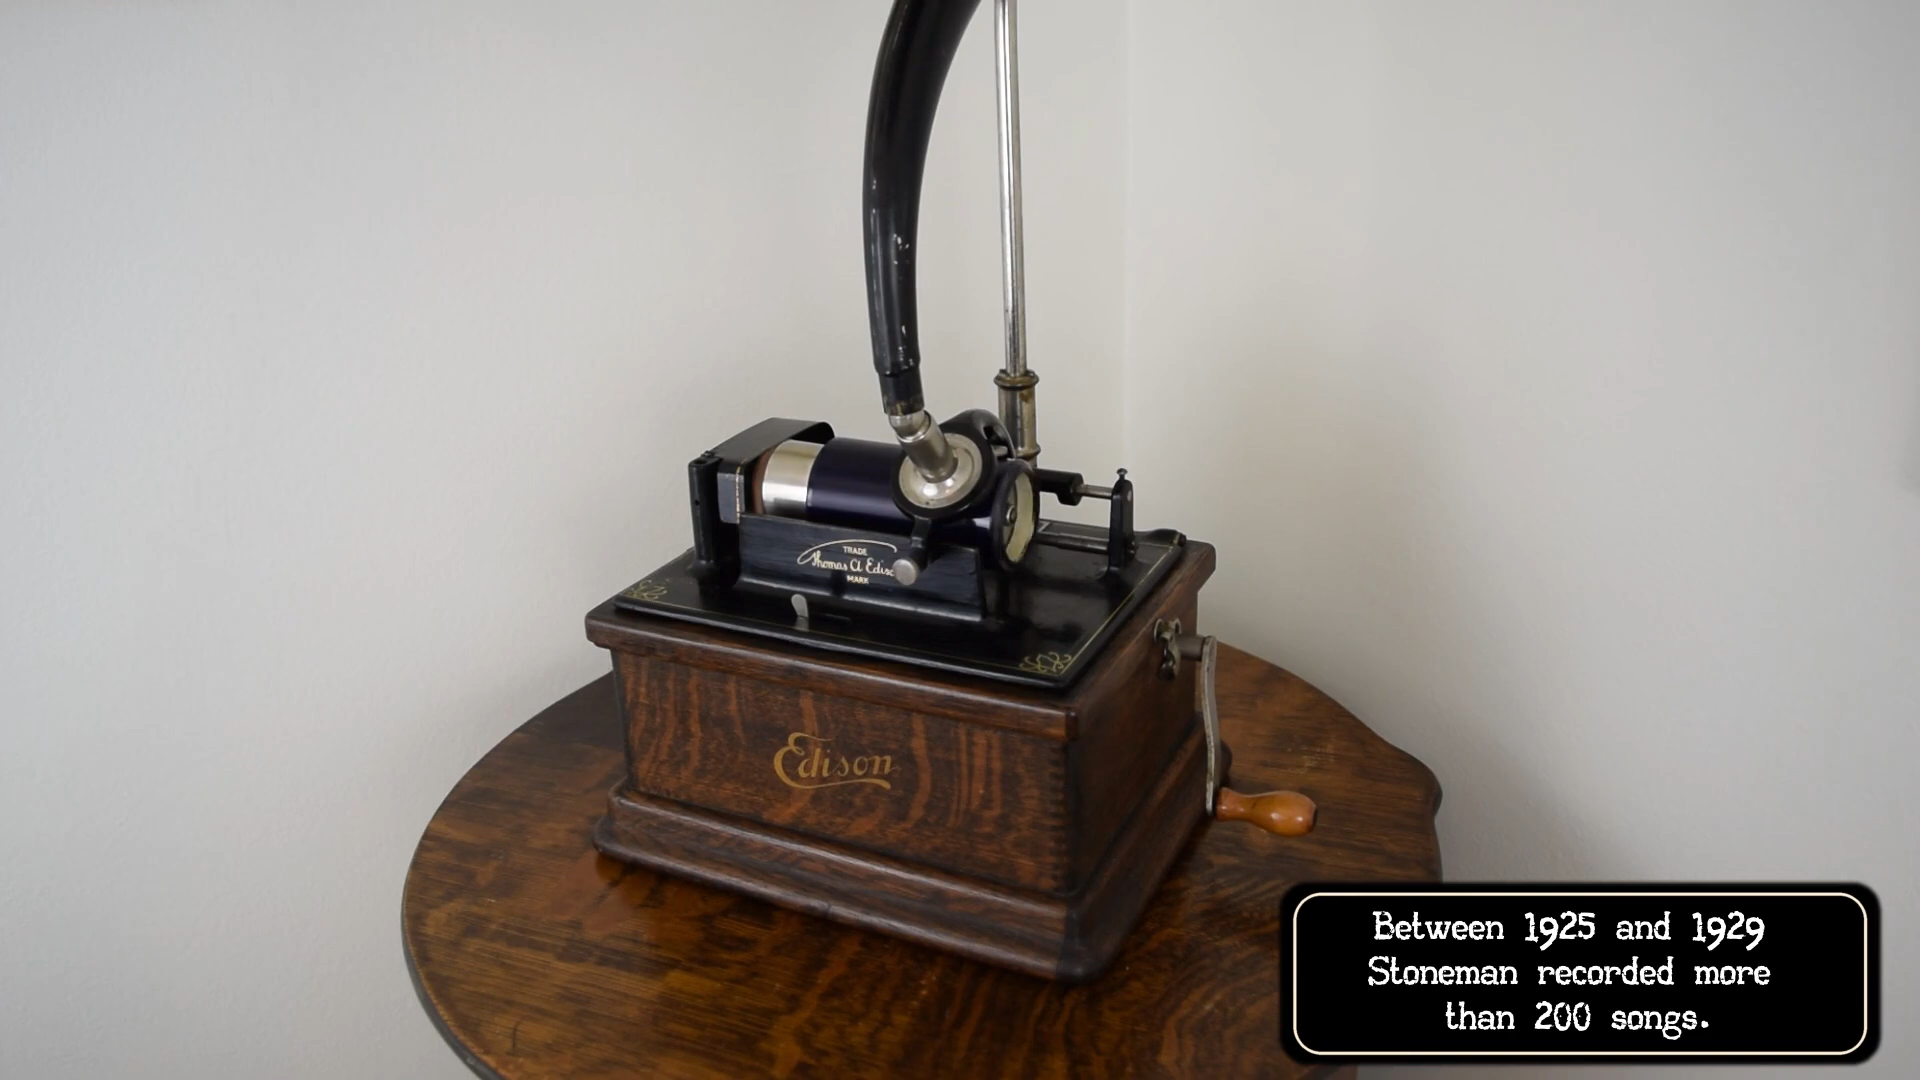 TRADE
Thomas A Edis
MARK
Edison
Between 1925 and 1929
Stoneman recorded more
than 200 songs.